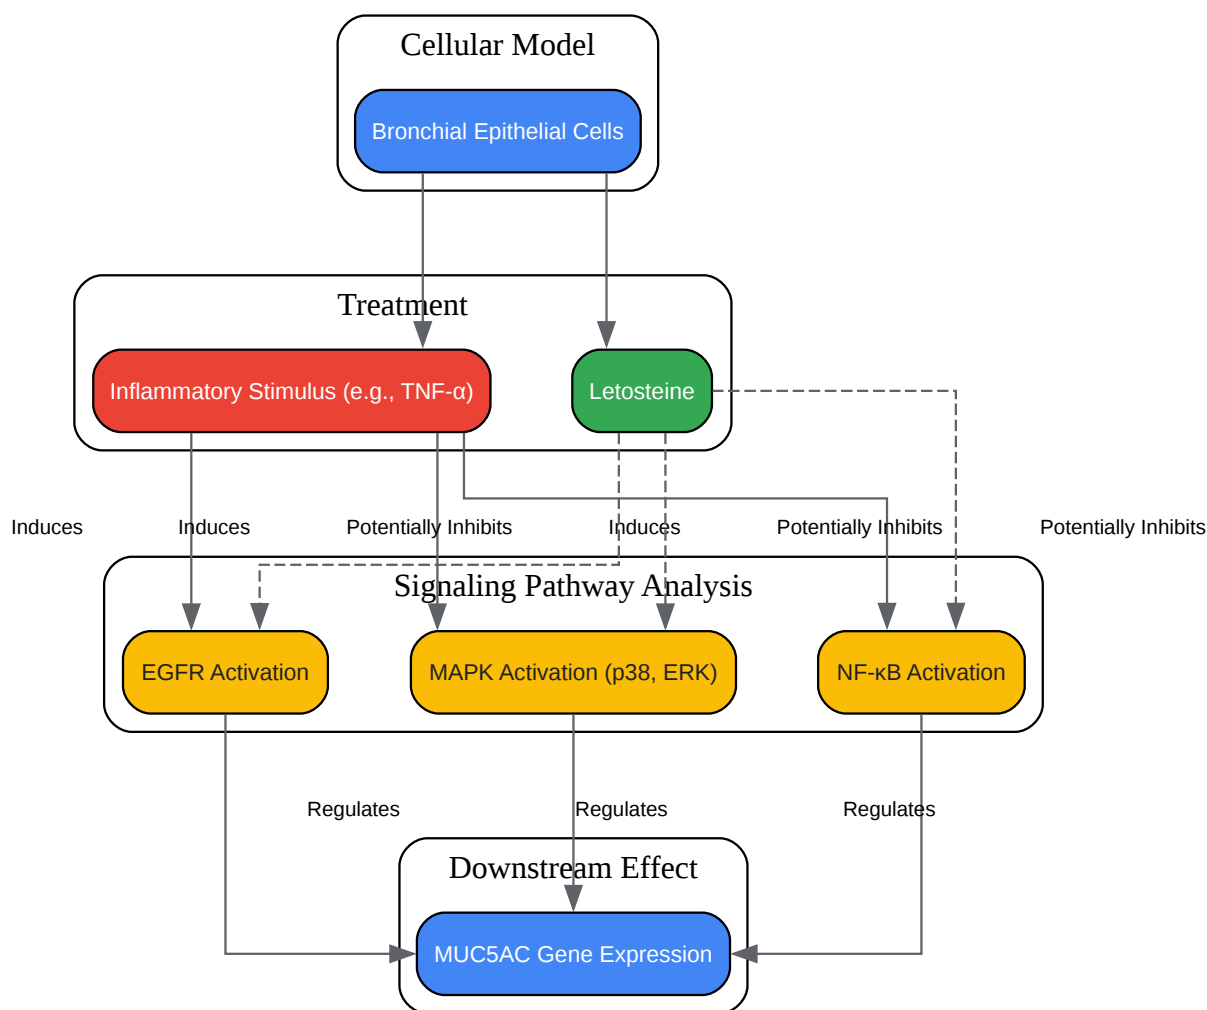 Cellular Model
Bronchial Epithelial Cells
Treatment
Inflammatory Stimulus (e.g., TNF-α)
Letosteine
Induces
Induces
Potentially Inhibits
Induces
Potentially Inhibits
Potentially Inhibits
Signaling Pathway Analysis
EGFR Activation
MAPK Activation (p38, ERK)
NF-κB Activation
Regulates
Regulates
Regulates
Downstream Effect
MUC5AC Gene Expression